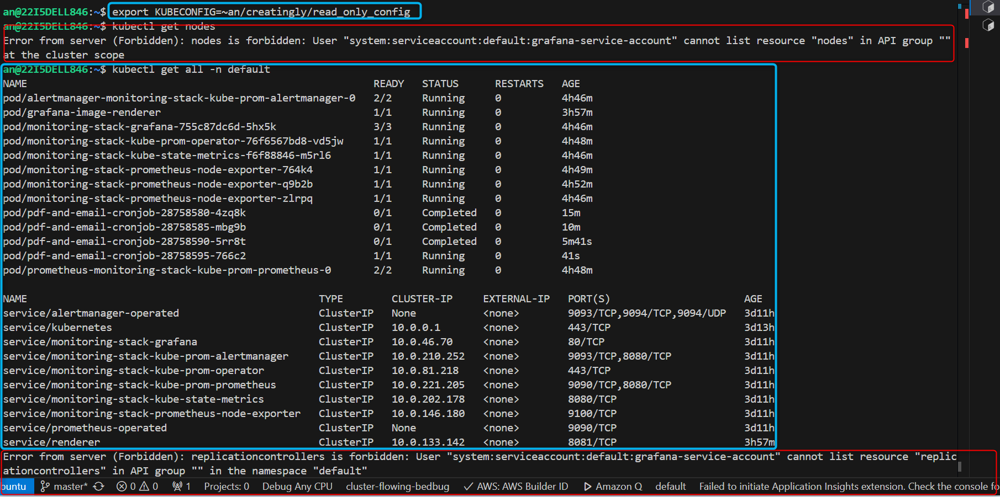 an@22I5DELL846:~$ export KUBECONFIG=~an/creatingly/read_only_config
an@22I5DELL846:~$ kubectl get nodes
Error from server (Forbidden): nodes is forbidden: User "system:serviceaccount:default:grafana-service-account" cannot list resource "nodes" in API group ""
at the cluster scope
an@22I5DELL846:~$ kubectl get all -n default
NAME READY STATUS RESTARTS AGE
pod/alertmanager-monitoring-stack-kube-prom-alertmanager-0 2/2 Running 0 4h46m
pod/grafana-image-renderer 1/1 Running 0 3h57m
pod/monitoring-stack-grafana-755c87dc6d-5hx5k 3/3 Running 0 4h46m
pod/monitoring-stack-kube-prom-operator-76f6567bd8-vd5jw 1/1 Running 0 4h48m
pod/monitoring-stack-kube-state-metrics-f6f88846-m5rl6 1/1 Running 0 4h46m
pod/monitoring-stack-prometheus-node-exporter-764k4 1/1 Running 0 4h49m
pod/monitoring-stack-prometheus-node-exporter-q9b2b 1/1 Running 0 4h52m
pod/monitoring-stack-prometheus-node-exporter-zlrpq 1/1 Running 0 4h46m
pod/pdf-and-email-cronjob-28758580-4zq8k 0/1 Completed 0 15m
pod/pdf-and-email-cronjob-28758585-mbg9b 0/1 Completed 0 10m
pod/pdf-and-email-cronjob-28758590-5rr8t 0/1 Completed 0 5m41s
pod/pdf-and-email-cronjob-28758595-766c2 1/1 Running 0 41s
pod/prometheus-monitoring-stack-kube-prom-prometheus-0 2/2 Running 0 4h48m
NAME TYPE CLUSTER-IP EXTERNAL-IP PORT(S) AGE
service/alertmanager-operated ClusterIP None <none> 9093/TCP,9094/TCP,9094/UDP 3d11h
service/kubernetes ClusterIP 10.0.0.1 <none> 443/TCP 3d13h
service/monitoring-stack-grafana ClusterIP 10.0.46.70 <none> 80/TCP 3d11h
service/monitoring-stack-kube-prom-alertmanager ClusterIP 10.0.210.252 <none> 9093/TCP,8080/TCP 3d11h
service/monitoring-stack-kube-prom-operator ClusterIP 10.0.81.218 <none> 443/TCP 3d11h
service/monitoring-stack-kube-prom-prometheus ClusterIP 10.0.221.205 <none> 9090/TCP,8080/TCP 3d11h
service/monitoring-stack-kube-state-metrics ClusterIP 10.0.202.178 <none> 8080/TCP 3d11h
service/monitoring-stack-prometheus-node-exporter ClusterIP 10.0.146.180 <none> 9100/TCP 3d11h
service/prometheus-operated ClusterIP None <none> 9090/TCP 3d11h
service/renderer ClusterIP 10.0.133.142 <none> 8081/TCP 3h57m
Error from server (Forbidden): replicationcontrollers is forbidden: User "system:serviceaccount:default:grafana-service-account" cannot list resource "replic
ationcontrollers" in API group "" in the namespace "default"
buntu master* 0 0 1 Projects: 0 Debug Any CPU cluster-flowing-bedbug AWS: AWS Builder ID Amazon Q default Failed to initiate Application Insights extension. Check the console fo